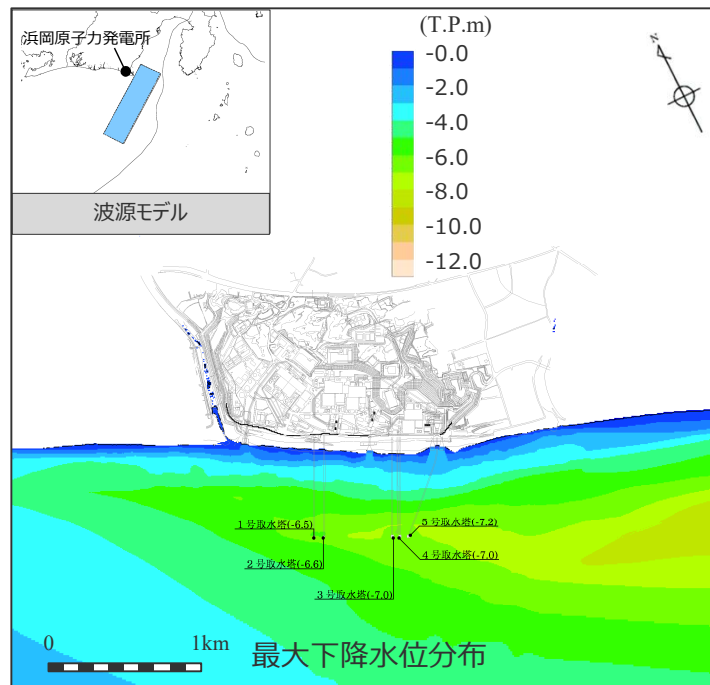 浜岡原子力発電所
波源モデル
(T.P.m)
-0.0
-2.0
-4.0
-6.0
-8.0
-10.0
-12.0
N
1号取水塔(-6.5)
2号取水塔(-6.6)
3号取水塔(-7.0)
4号取水塔(-7.0)
5号取水塔(-7.2)
0 1km
最大下降水位分布